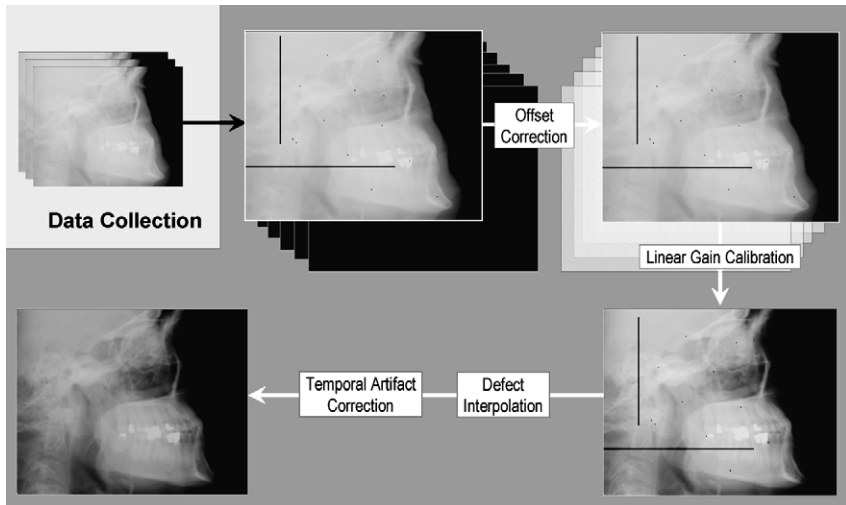 Data Collection
Offset
Correction
Linear Gain Calibration
Temporal Artifact
Correction
Defect
Interpolation